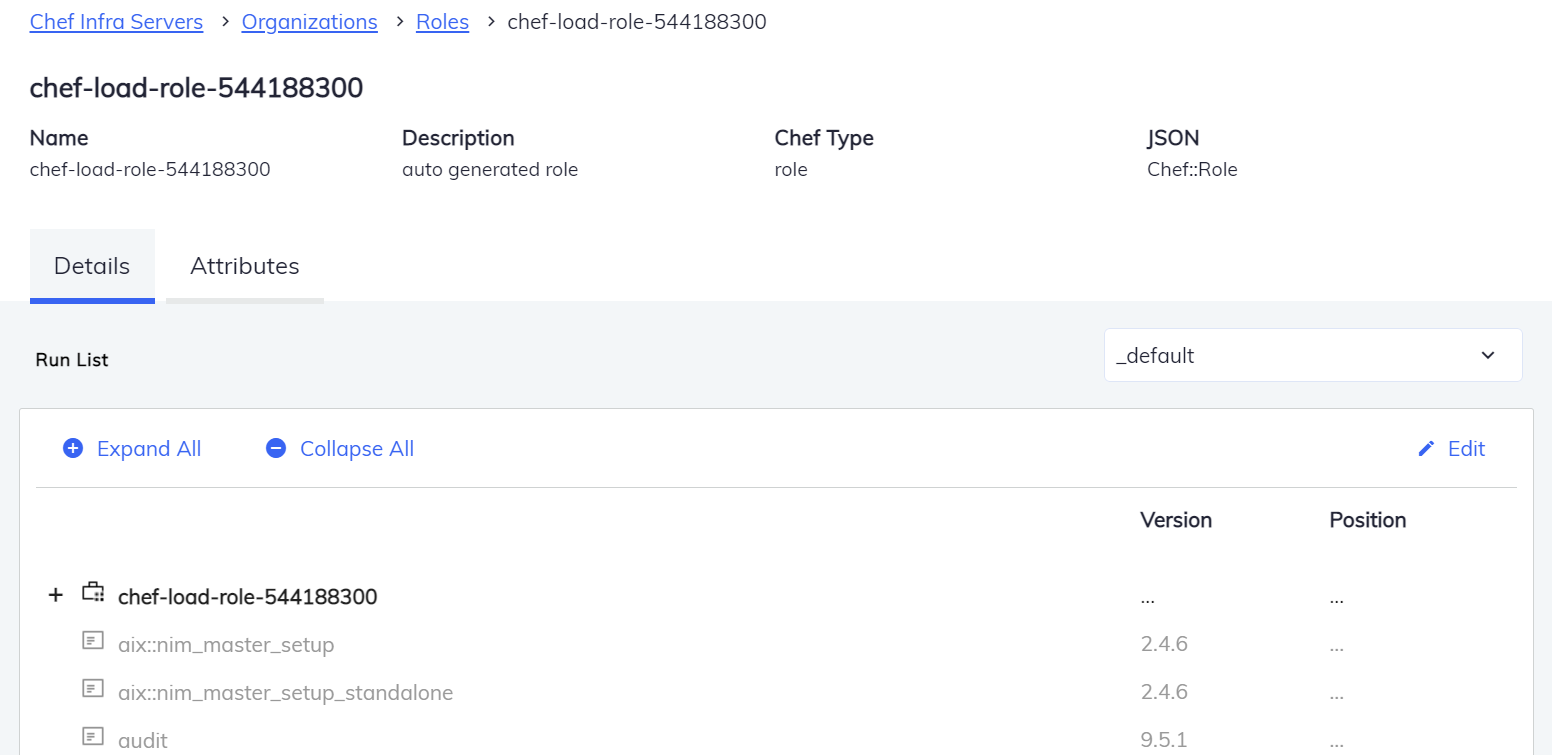 Chef Infra Servers > Organizations > Roles > chef-load-role-544188300
chef-load-role-544188300
Name Description Chef Type JSON
chef-load-role-544188300 auto generated role role Chef::Role
Details Attributes
Run List _default
Expand All Collapse All Edit
Version Position
+ chef-load-role-544188300 ... ...
aix::nim_master_setup 2.4.6 ...
aix::nim_master_setup_standalone 2.4.6 ...
audit 9.5.1 ...